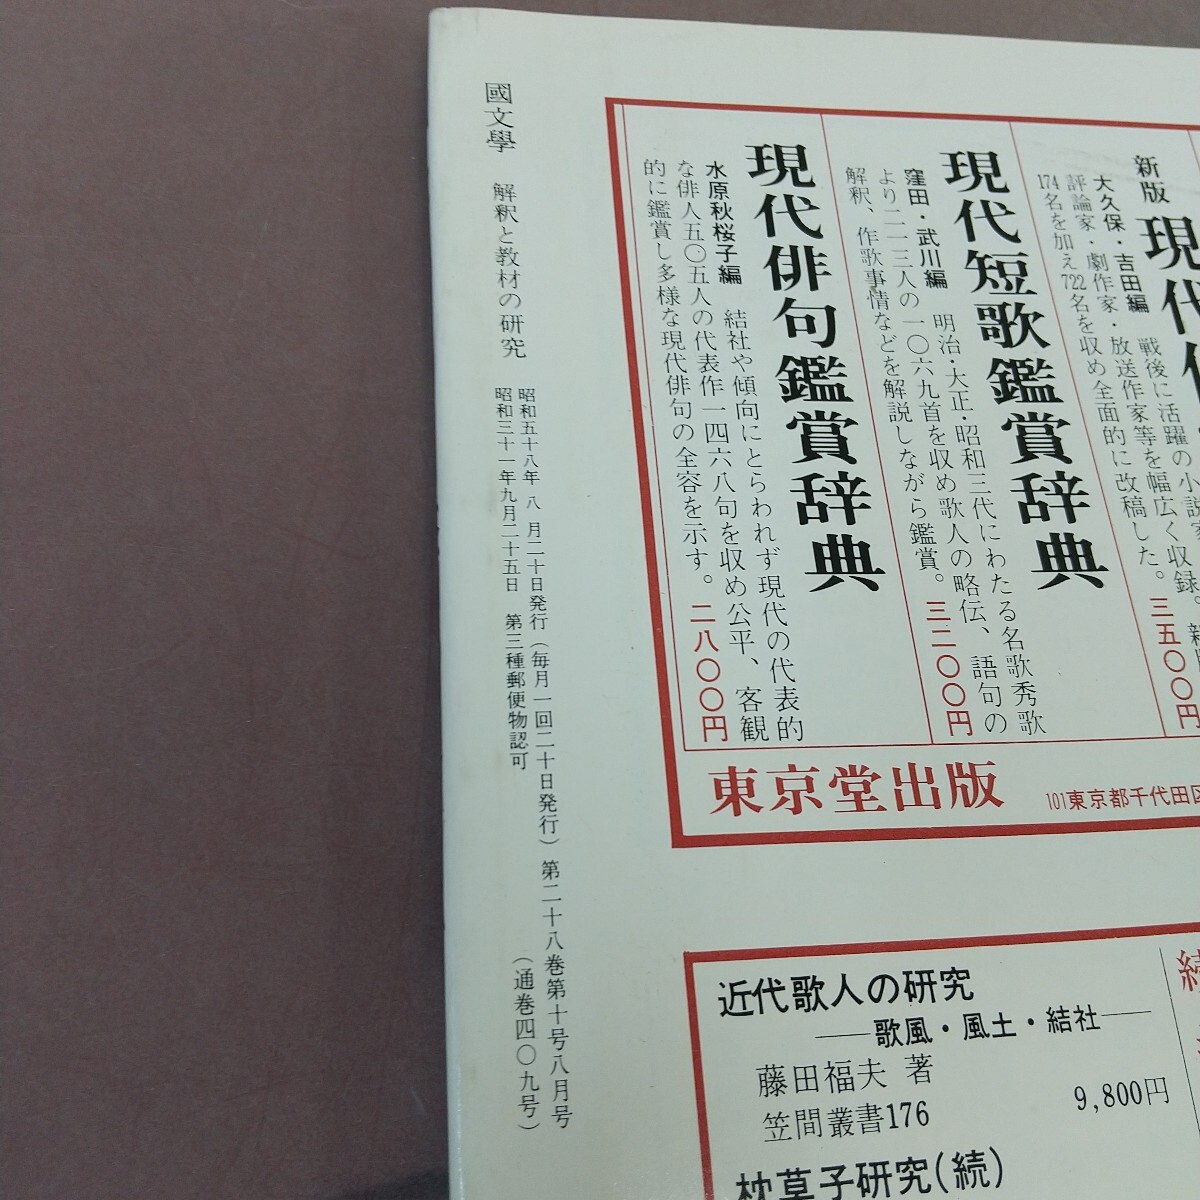 國文學 解釈と教材の研究
昭和五十八年 八 月二十日発行(毎月一回二十日発行)第二十八巻第十号八月号
昭和三十一年九月二十五日 第三種郵便物認可
(通巻四〇九号)
新版 現代
大久保・吉田編 戦後に活躍の小説家
評論家・劇作家・放送作家等を幅広く収録。
174名を加え722名を収め全面的に改稿した。三五〇〇円
現代短歌鑑賞辞典
窪田・武川編 明治・大正・昭和三代にわたる名歌秀歌
より二一三人の一〇六九首を収め歌人の略伝、語句の
解釈、作歌事情などを解説しながら鑑賞。三二〇〇円
現代俳句鑑賞辞典
水原秋桜子編 結社や傾向にとらわれず現代の代表的
な俳人五〇五人の代表作一四六八句を収め公平、客観
的に鑑賞し多様な現代俳句の全容を示す。二八〇〇円
東京堂出版 101東京都千代田区
近代歌人の研究
――歌風・風土・結社――
藤田福夫 著
笠間叢書176 9,800円
枕草子研究(続)
続